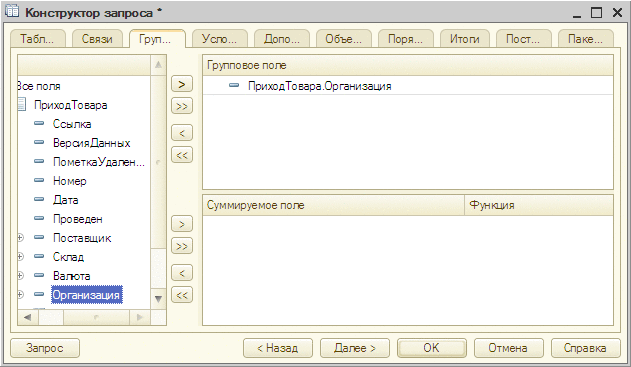 Конструктор запроса *
Табл... Связи Груп... Усло... Допо... Объе... Поря... Итоги Пост... Паке...
Все поля
ПриходТовара
Ссылка
ВерсияДанных
ПометкаУдален...
Номер
Дата
Проведен
Поставщик
Склад
Валюта
Организация
>
>>
<
<<
Групповое поле
ПриходТовара.Организация
>
>>
<
<<
Суммируемое поле Функция
Запрос < Назад Далее > OK Отмена Справка